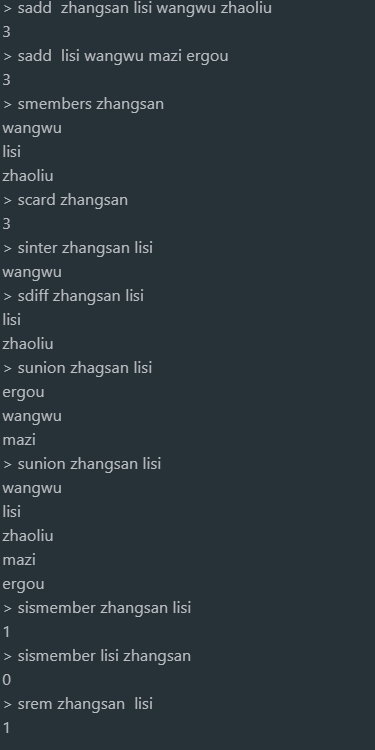 > sadd  zhangsan lisi wangwu zhaoliu
3
> sadd  lisi wangwu mazi ergou
3
> smembers zhangsan
wangwu
lisi
zhaoliu
> scard zhangsan
3
> sinter zhangsan lisi
wangwu
> sdiff zhangsan lisi
lisi
zhaoliu
> sunion zhagsan lisi
ergou
wangwu
mazi
> sunion zhangsan lisi
wangwu
lisi
zhaoliu
mazi
ergou
> sismember zhangsan lisi
1
> sismember lisi zhangsan
0
> srem zhangsan  lisi
1